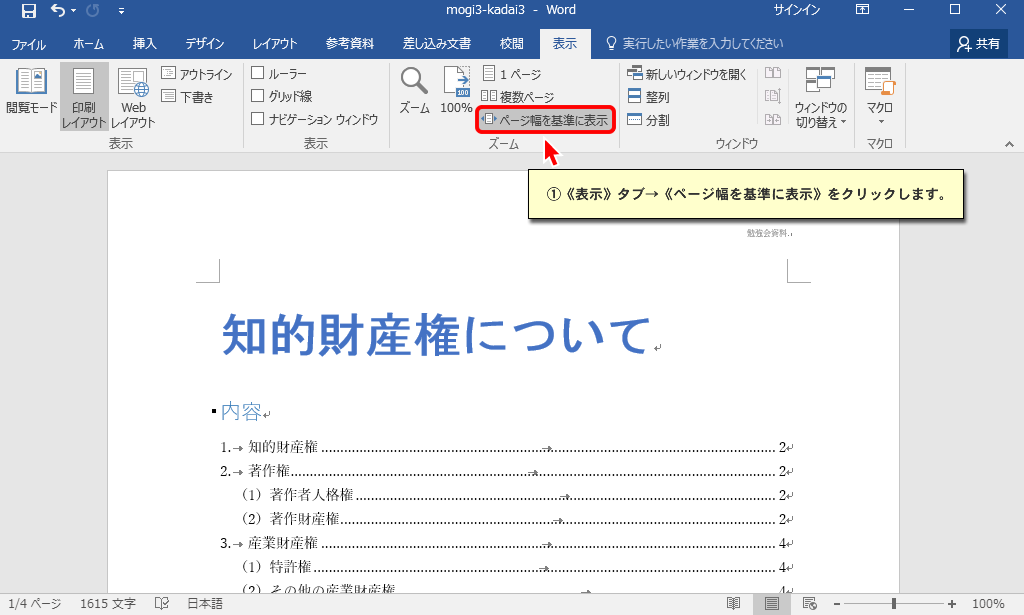 mogi3-kadai3 - Word
サインイン
ファイル ホーム 挿入 デザイン レイアウト 参考資料 差し込み文書 校閲 表示 実行したい作業を入力してください 共有
閲覧モード
印刷
レイアウト
Web
レイアウト
アウトライン
下書き
表示
ルーラー
グリッド線
ナビゲーション ウィンドウ
表示
ズーム
100
100%
1 ページ
複数ページ
ページ幅を基準に表示
ズーム
新しいウィンドウを開く
整列
分割
ウィンドウの
切り替え
ウィンドウ
マクロ
マクロ
①《表示》タブ→《ページ幅を基準に表示》をクリックします。
勉強会資料
知的財産権について
内容
1.→ 知的財産権 → 2
2.→ 著作権 → 2
(1) 著作者人格権 → 2
(2) 著作財産権 → 2
3.→ 産業財産権 → 4
(1) 特許権 → 4
(2) その他の産業財産権 → 4
1/4 ページ 1615 文字 日本語 100%